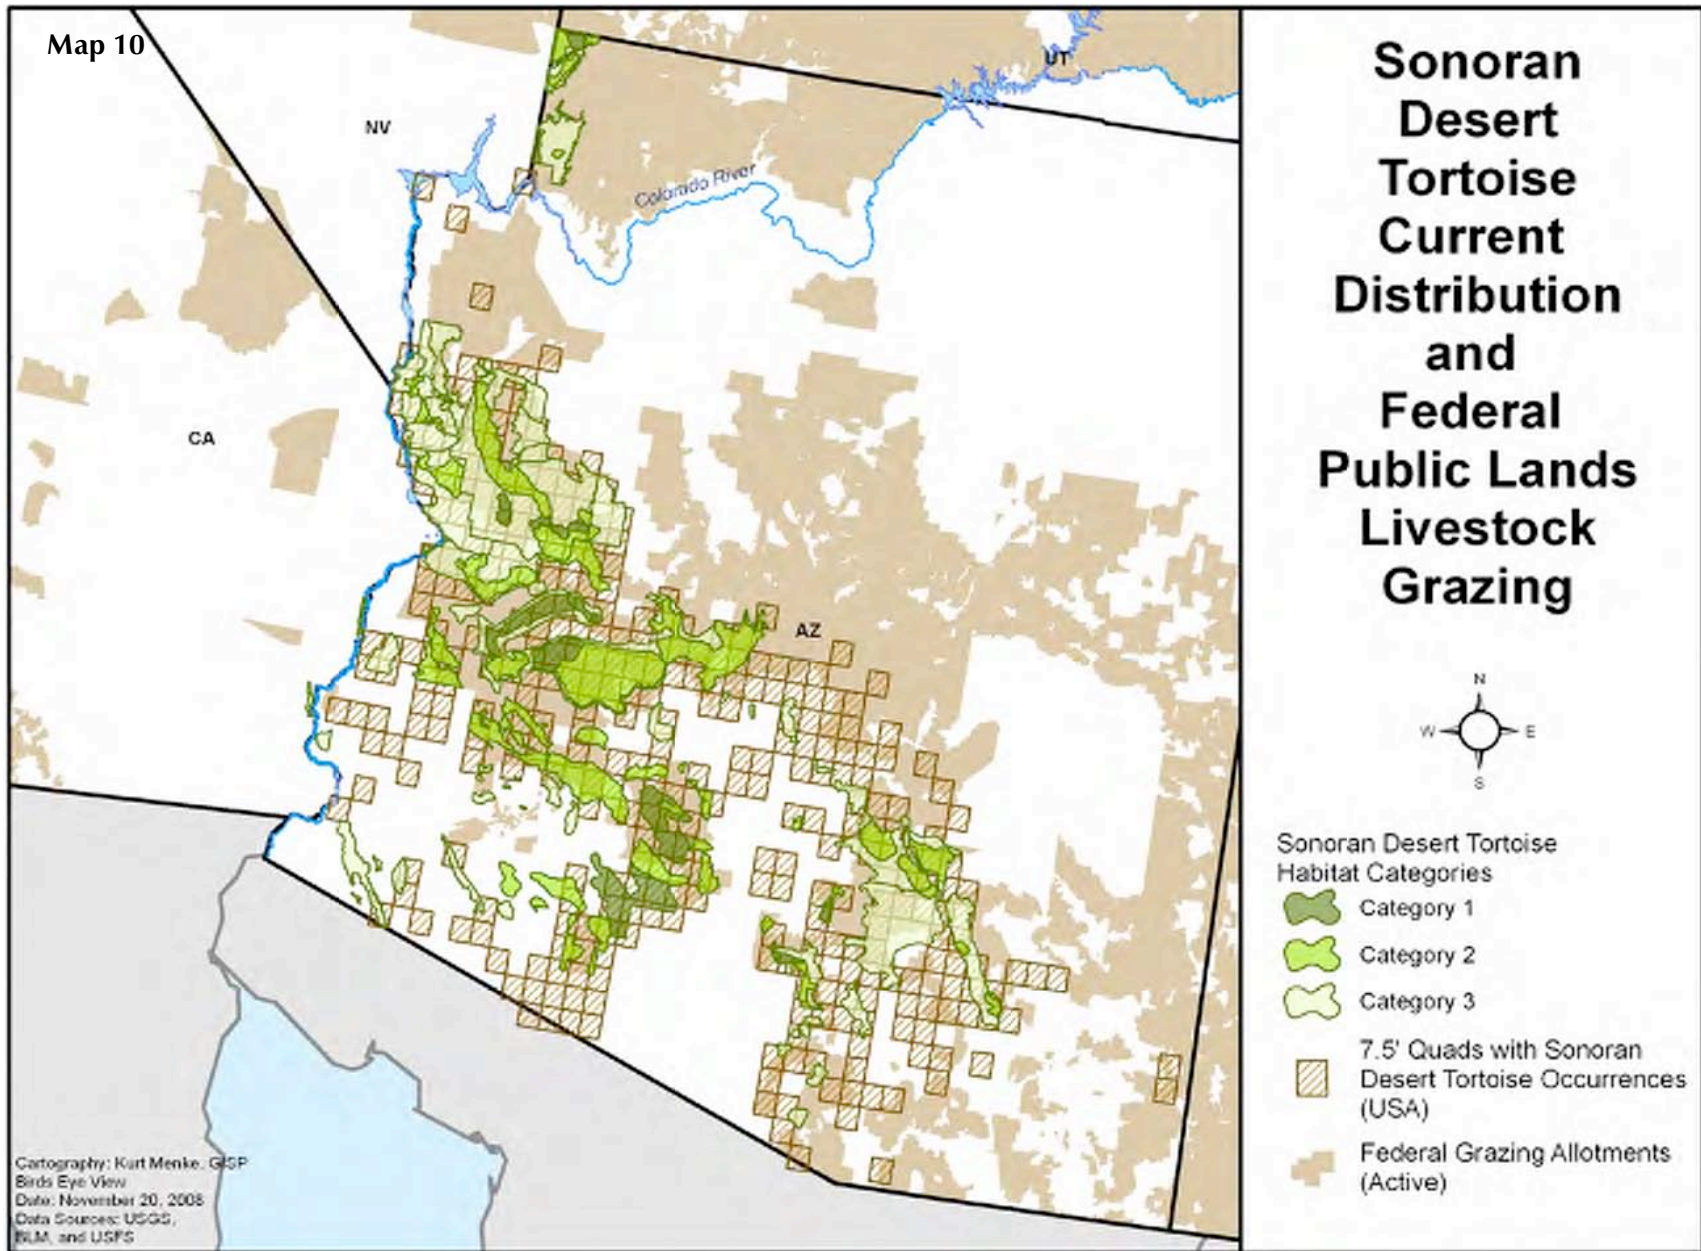 Map 10
UT
NV
Colorado River
CA
AZ
Cartography: Kurt Menke, GISP
Birds Eye View
Date: November 20, 2008
Data Sources: USGS,
BLM, and USFS
Sonoran
Desert
Tortoise
Current
Distribution
and
Federal
Public Lands
Livestock
Grazing
N
W
E
S
Sonoran Desert Tortoise
Habitat Categories
Category 1
Category 2
Category 3
7.5' Quads with Sonoran
Desert Tortoise Occurrences
(USA)
Federal Grazing Allotments
(Active)